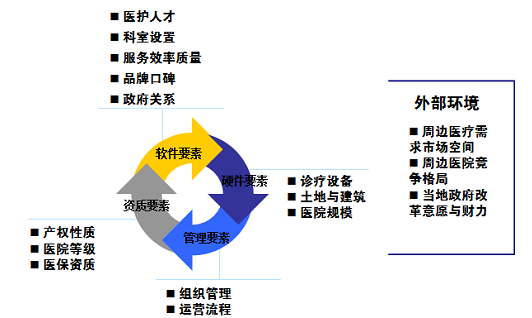 ■ 医护人才
■ 科室设置
■ 服务效率质量
■ 品牌口碑
■ 政府关系
软件要素
硬件要素
■ 诊疗设备
■ 土地与建筑
■ 医院规模
资质要素
■ 产权性质
■ 医院等级
■ 医保资质
管理要素
■ 组织管理
■ 运营流程
外部环境
■ 周边医疗需
求市场空间
■ 周边医院竞
争格局
■ 当地政府改
革意愿与财力